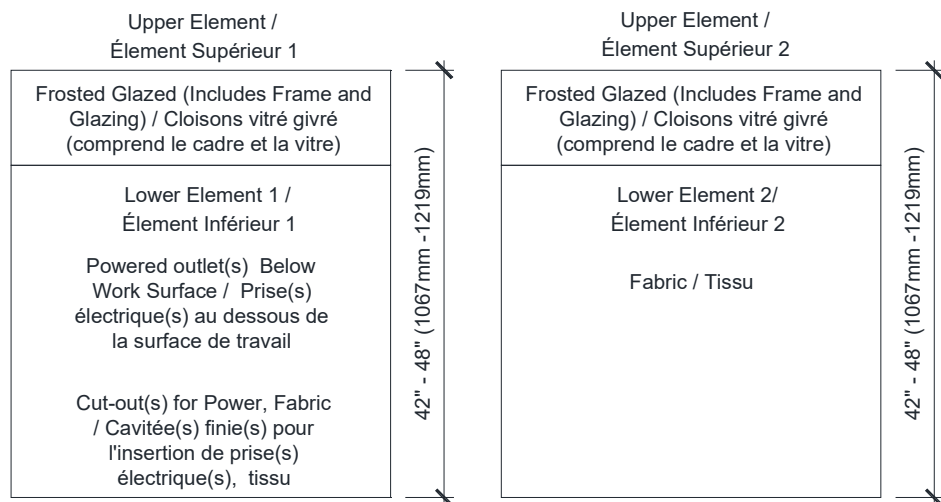 Upper Element /
Élement Supérieur 1
Frosted Glazed (Includes Frame and
Glazing) / Cloisons vitré givré
(comprend le cadre et la vitre)
Lower Element 1 /
Élement Inférieur 1
Powered outlet(s) Below
Work Surface / Prise(s)
électrique(s) au dessous de
la surface de travail
Cut-out(s) for Power, Fabric
/ Cavitée(s) finie(s) pour
l'insertion de prise(s)
électrique(s), tissu
42" - 48" (1067mm -1219mm)
Upper Element /
Élement Supérieur 2
Frosted Glazed (Includes Frame and
Glazing) / Cloisons vitré givré
(comprend le cadre et la vitre)
Lower Element 2/
Élement Inférieur 2
Fabric / Tissu
42" - 48" (1067mm -1219mm)